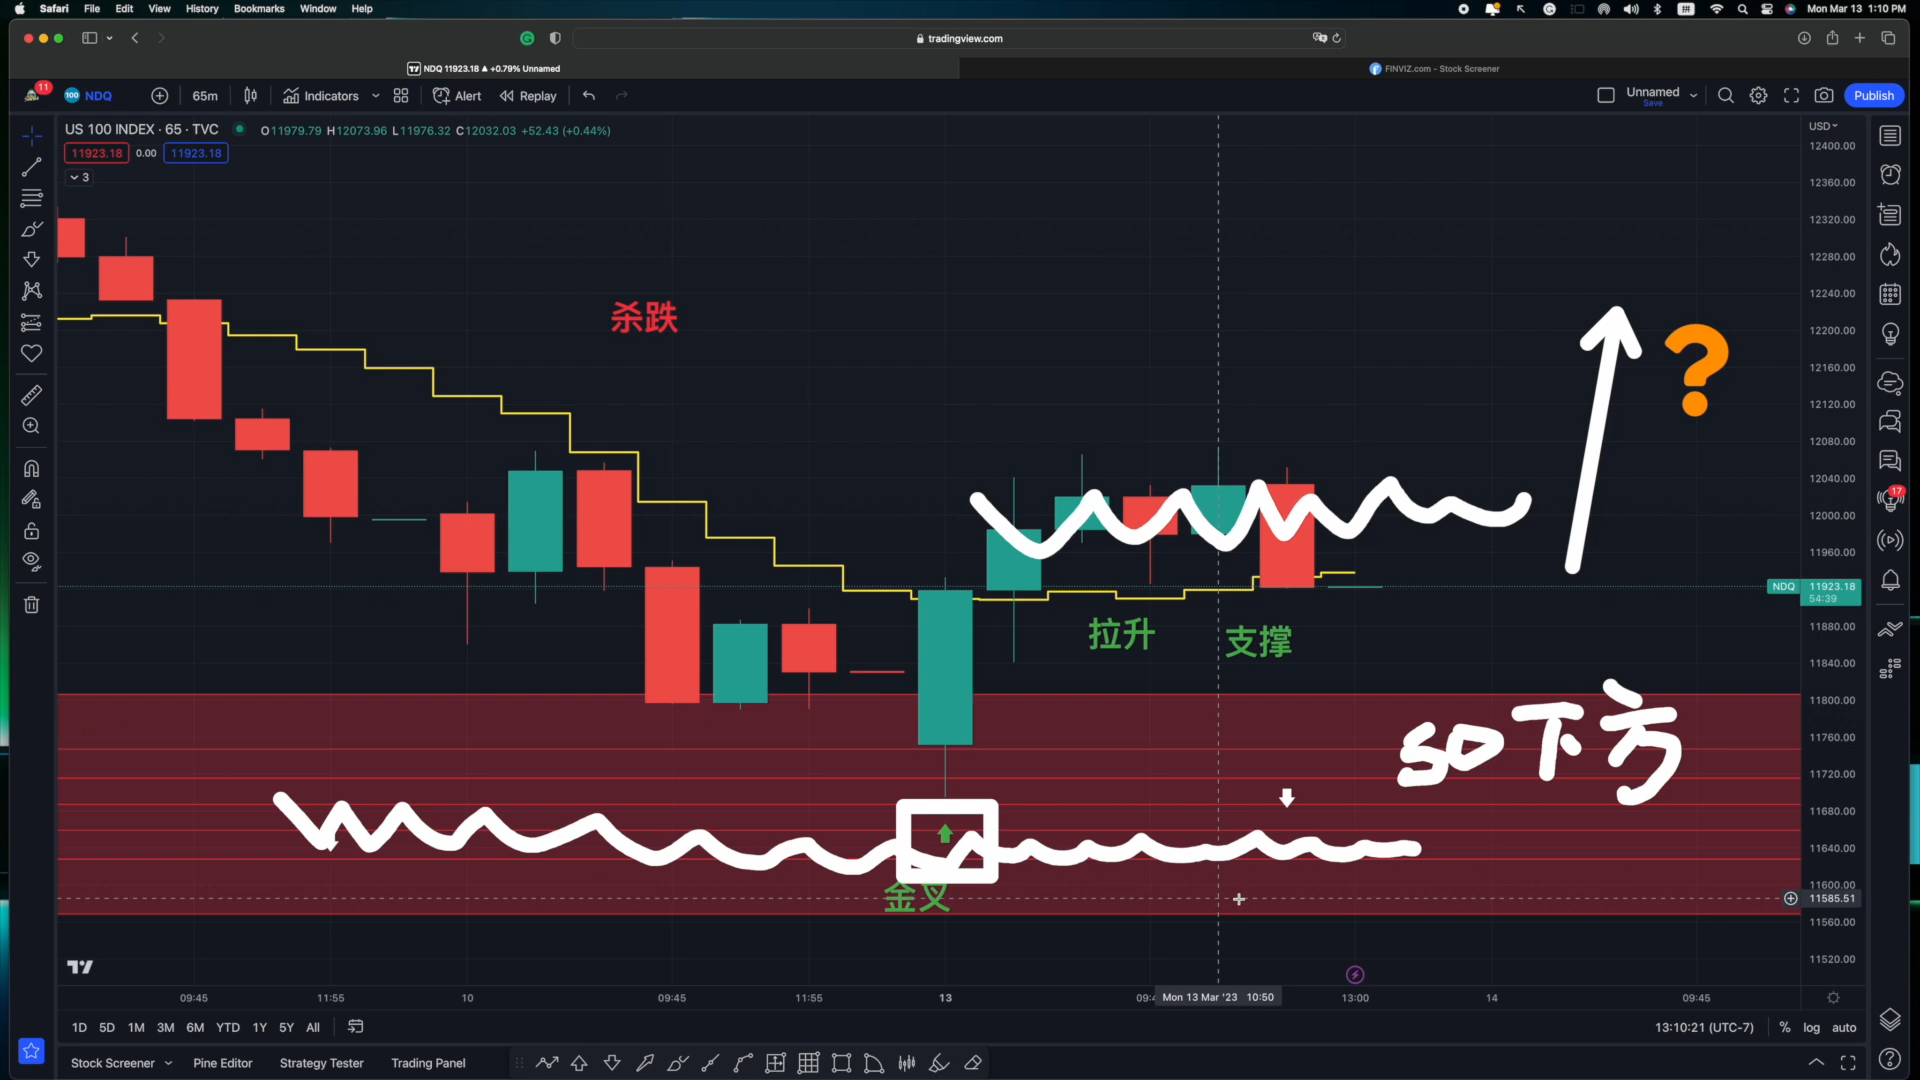 Safari File Edit View History Bookmarks Window Help Mon Mar 13 1:10 PM
tradingview.com
NDQ 11923.18 ▲ +0.79% Unnamed FINVIZ.com - Stock Screener
11 100 NDQ 65m Indicators Alert Replay Unnamed Save Publish
US 100 INDEX · 65 · TVC O11979.79 H12073.96 L11976.32 C12032.03 +52.43 (+0.44%)
11923.18 0.00 11923.18
3
USD
12400.00
12360.00
12320.00
12280.00
12240.00
12200.00
12160.00
12120.00
12080.00
12040.00
12000.00
11960.00
NDQ 11923.18
54:39
11880.00
11840.00
11800.00
11760.00
11720.00
11680.00
11640.00
11600.00
11585.51
11560.00
11520.00
17
杀跌
?
拉升
支撑
50下方
金叉
09:45 11:55 10 09:45 11:55 13 09:4 Mon 13 Mar '23 10:50 13:00 14 09:45
1D 5D 1M 3M 6M YTD 1Y 5Y All 13:10:21 (UTC-7) % log auto
Stock Screener Pine Editor Strategy Tester Trading Panel